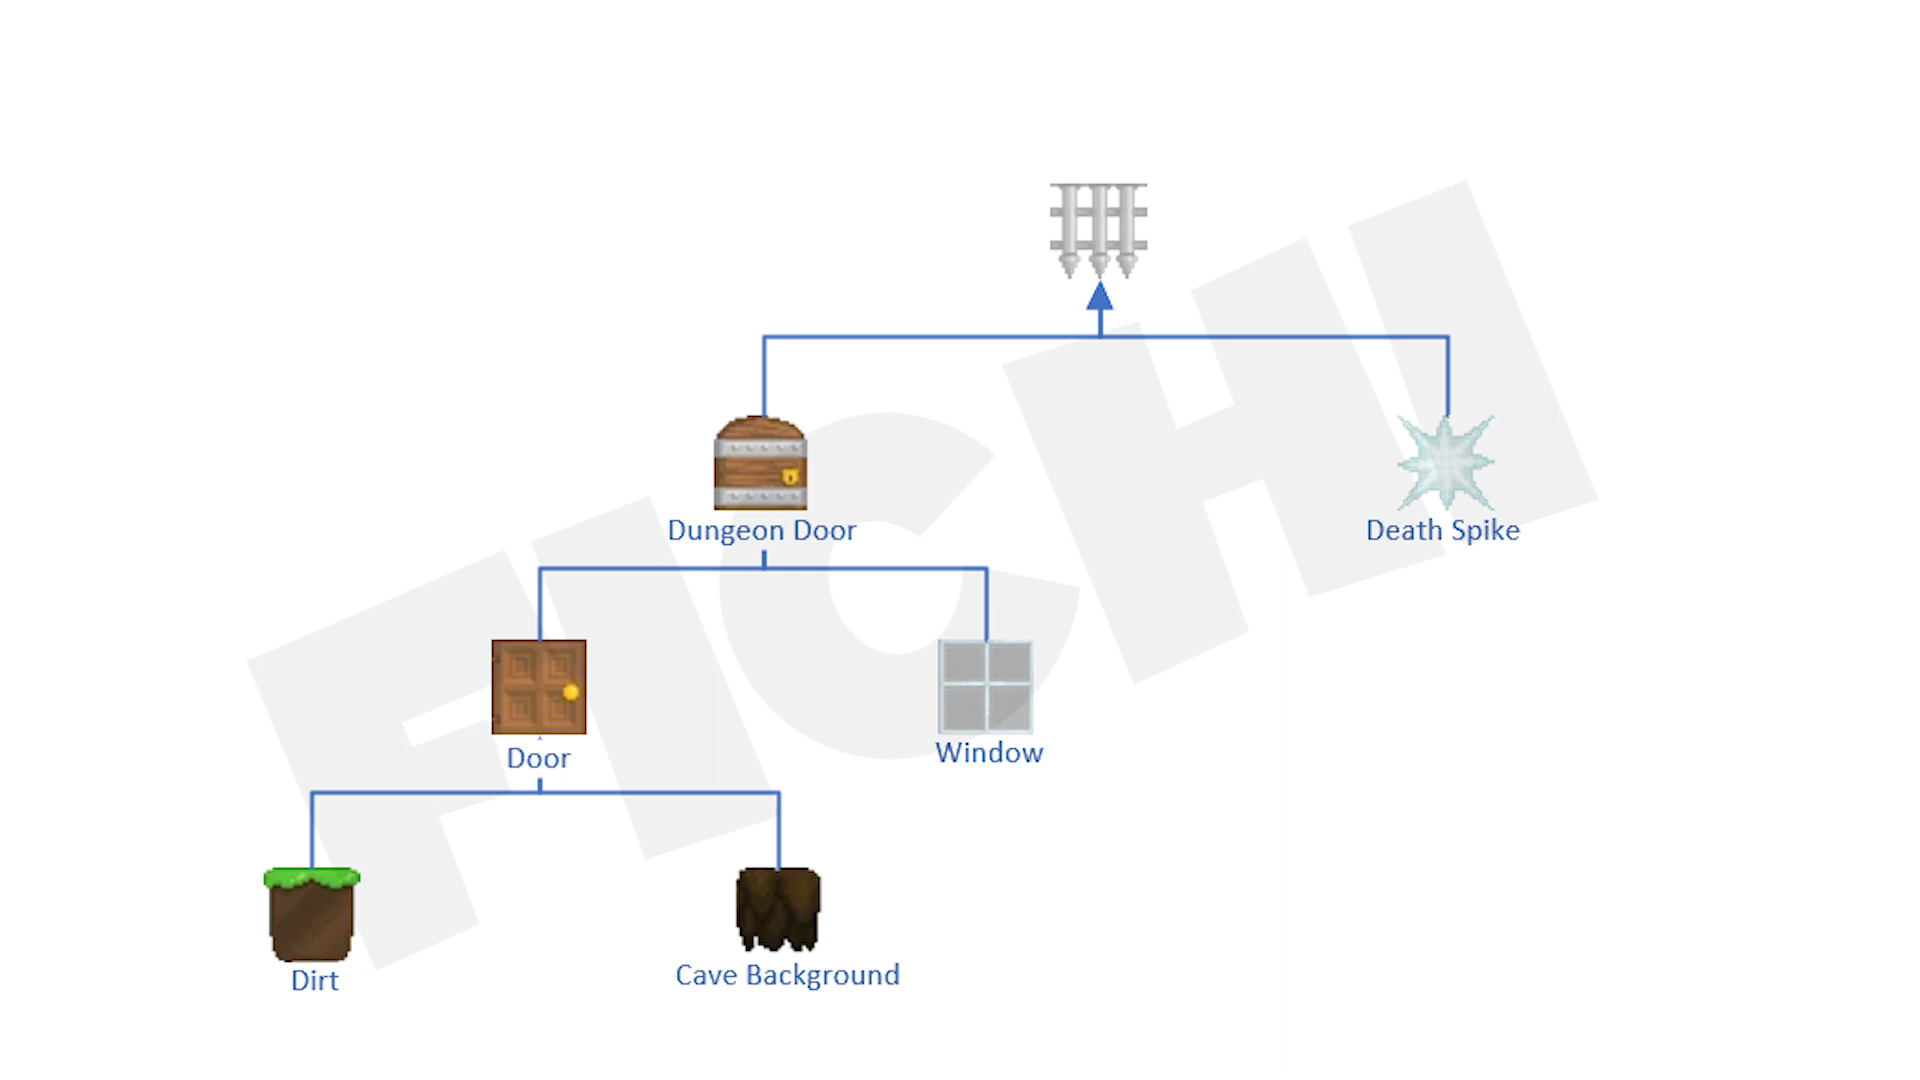 FICHI
Dungeon Door
Death Spike
Door
Window
Dirt
Cave Background